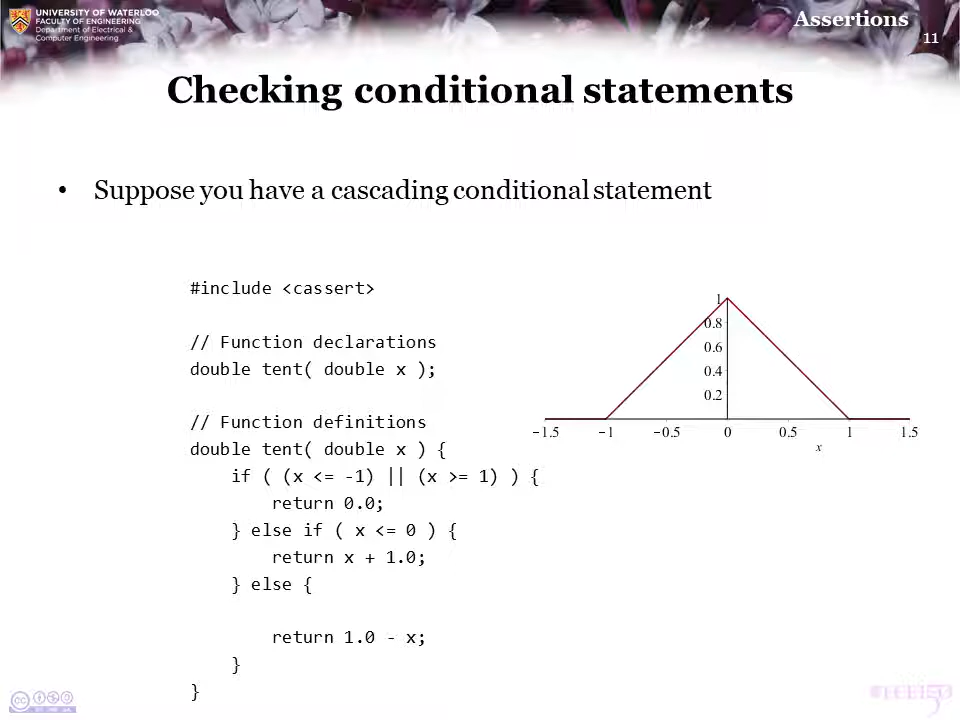 UNIVERSITY OF WATERLOO
FACULTY OF ENGINEERING
Department of Electrical &
Computer Engineering
Assertions
11
Checking conditional statements
• Suppose you have a cascading conditional statement
#include <cassert>
// Function declarations
double tent( double x );
// Function definitions
double tent( double x ) {
    if ( (x <= -1) || (x >= 1) ) {
        return 0.0;
    } else if ( x <= 0 ) {
        return x + 1.0;
    } else {
        return 1.0 - x;
    }
}
1
0.8
0.6
0.4
0.2
−1.5 −1 −0.5 0 0.5 1 1.5
x
cc